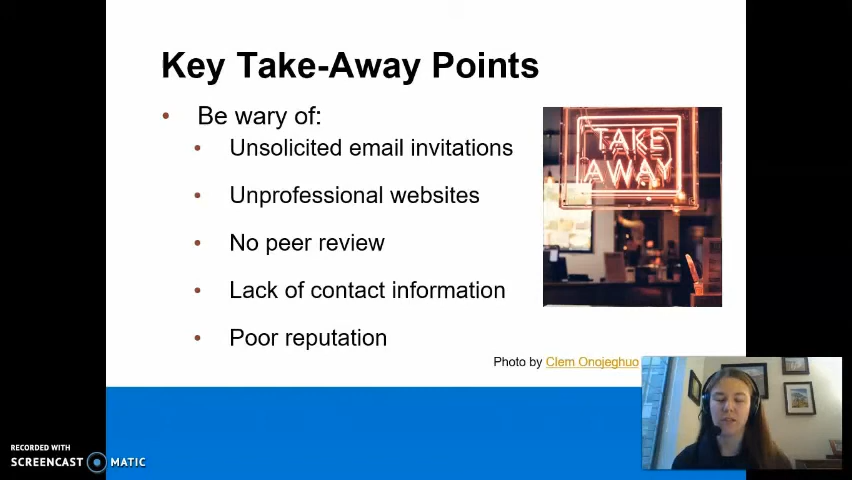 Key Take-Away Points
• Be wary of:
• Unsolicited email invitations
• Unprofessional websites
• No peer review
• Lack of contact information
• Poor reputation
TAKE
AWAY
Photo by Clem Onojeghuo
RECORDED WITH
SCREENCAST MATIC